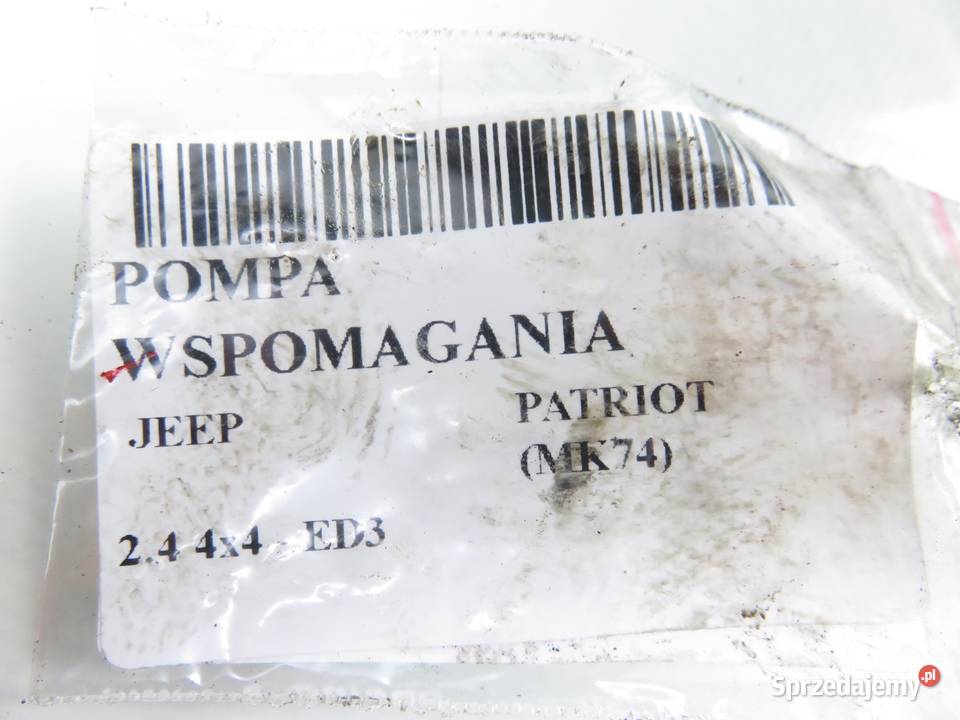 POMPA
WSPOMAGANIA
JEEP
PATRIOT
(MK74)
2.4 4x4 - ED3
Sprzedajemy.pl